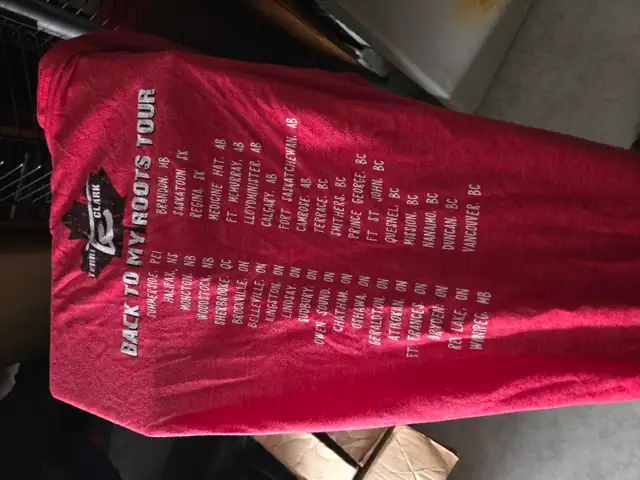 TERRI CLARK
BACK TO MY ROOTS TOUR
SUMMERSIDE, PEI
HALIFAX, NS
MONCTON, NB
WOODSTOCK, NB
SHERBROOKE, QC
BROCKVILLE, ON
BELLEVILLE, ON
KINGSTON, ON
LINDSAY, ON
SUDBURY, ON
OWEN SOUND, ON
CHATHAM, ON
OTTAWA, ON
GERALDTON, ON
ATIKOKAN, ON
FT FRANCES, ON
DRYDEN, ON
RED LAKE, ON
WINNIPEG, MB
BRANDON, MB
SASKATOON, SK
REGINA, SK
MEDICINE HAT, AB
FT MCMURRAY, AB
LLOYDMINISTER, AB
CALGARY, AB
FORT SASKATCHEWAN, AB
CAMROSE, AB
TERRACE, BC
SMITHERS, BC
PRINCE GEORGE, BC
FT ST JOHN, BC
QUESNEL, BC
MISSION, BC
NANAIMO, BC
DUNCAN, BC
VANCOUVER, BC